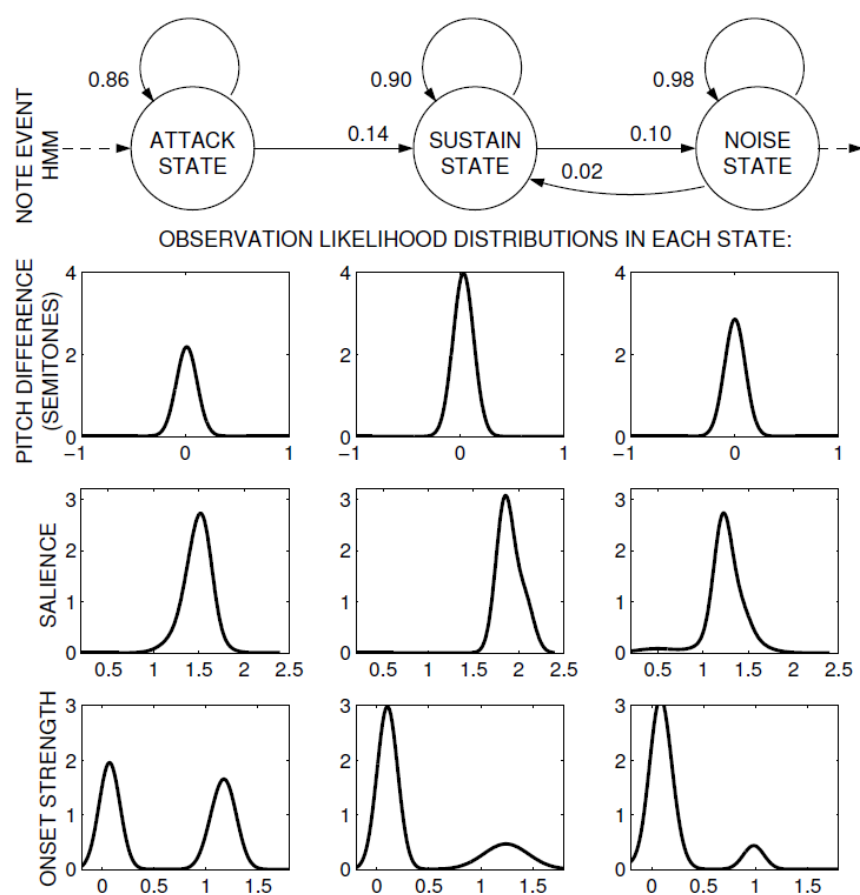 NOTE EVENT
HMM
0.86
0.90
0.98
ATTACK
STATE
0.14
SUSTAIN
STATE
0.10
NOISE
STATE
0.02
OBSERVATION LIKELIHOOD DISTRIBUTIONS IN EACH STATE:
PITCH DIFFERENCE
(SEMITONES)
4
2
0
−1 0 1
4
2
0
−1 0 1
4
2
0
−1 0 1
SALIENCE
3
2
1
0
0.5 1 1.5 2 2.5
3
2
1
0
0.5 1 1.5 2 2.5
3
2
1
0
0.5 1 1.5 2 2.5
ONSET STRENGTH
3
2
1
0
0 0.5 1 1.5
3
2
1
0
0 0.5 1 1.5
3
2
1
0
0 0.5 1 1.5